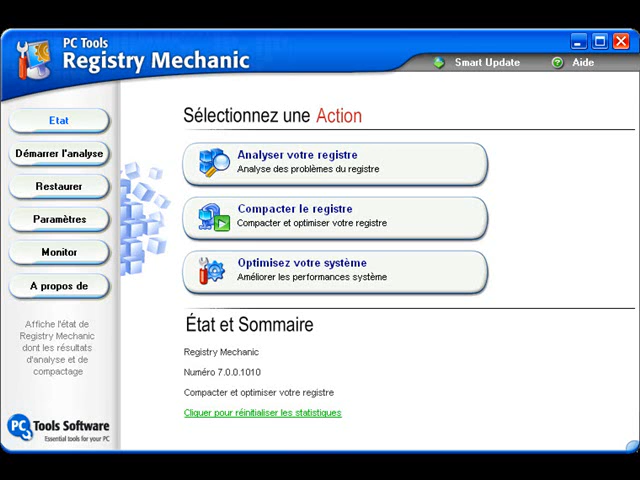 PC Tools
Registry Mechanic
Smart Update
Aide
Etat
Démarrer l'analyse
Restaurer
Paramètres
Monitor
A propos de
Affiche l'état de
Registry Mechanic
dont les résultats
d'analyse et de
compactage
PC Tools Software
Essential tools for your PC
Sélectionnez une Action
Analyser votre registre
Analyse des problèmes du registre
Compacter le registre
Compacter et optimiser votre registre
Optimisez votre système
Améliorer les performances système
État et Sommaire
Registry Mechanic
Numéro 7.0.0.1010
Compacter et optimiser votre registre
Cliquer pour réinitialiser les statistiques